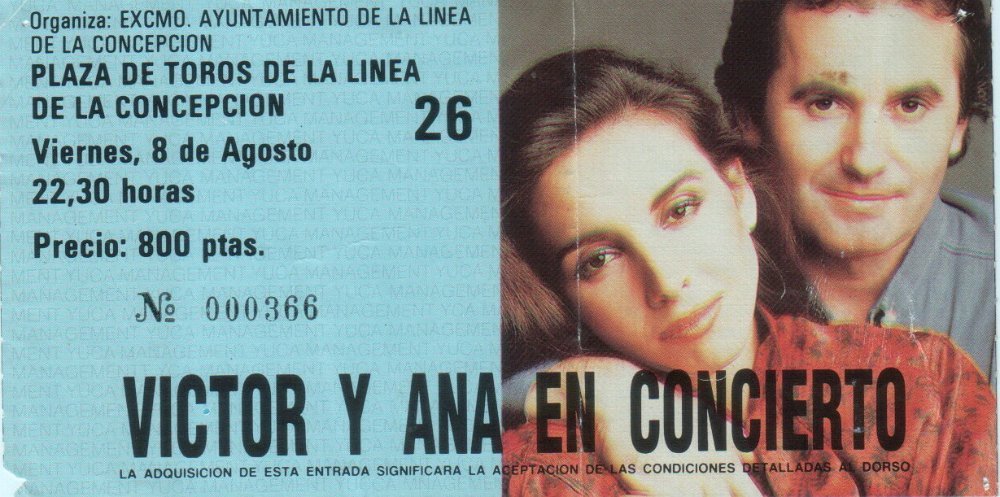 Organiza: EXCMO. AYUNTAMIENTO DE LA LINEA
DE LA CONCEPCION
PLAZA DE TOROS DE LA LINEA
DE LA CONCEPCION
26
Viernes, 8 de Agosto
22,30 horas
Precio: 800 ptas.
№ 000366
VICTOR Y ANA EN CONCIERTO
LA ADQUISICION DE ESTA ENTRADA SIGNIFICARA LA ACEPTACION DE LAS CONDICIONES DETALLADAS AL DORSO